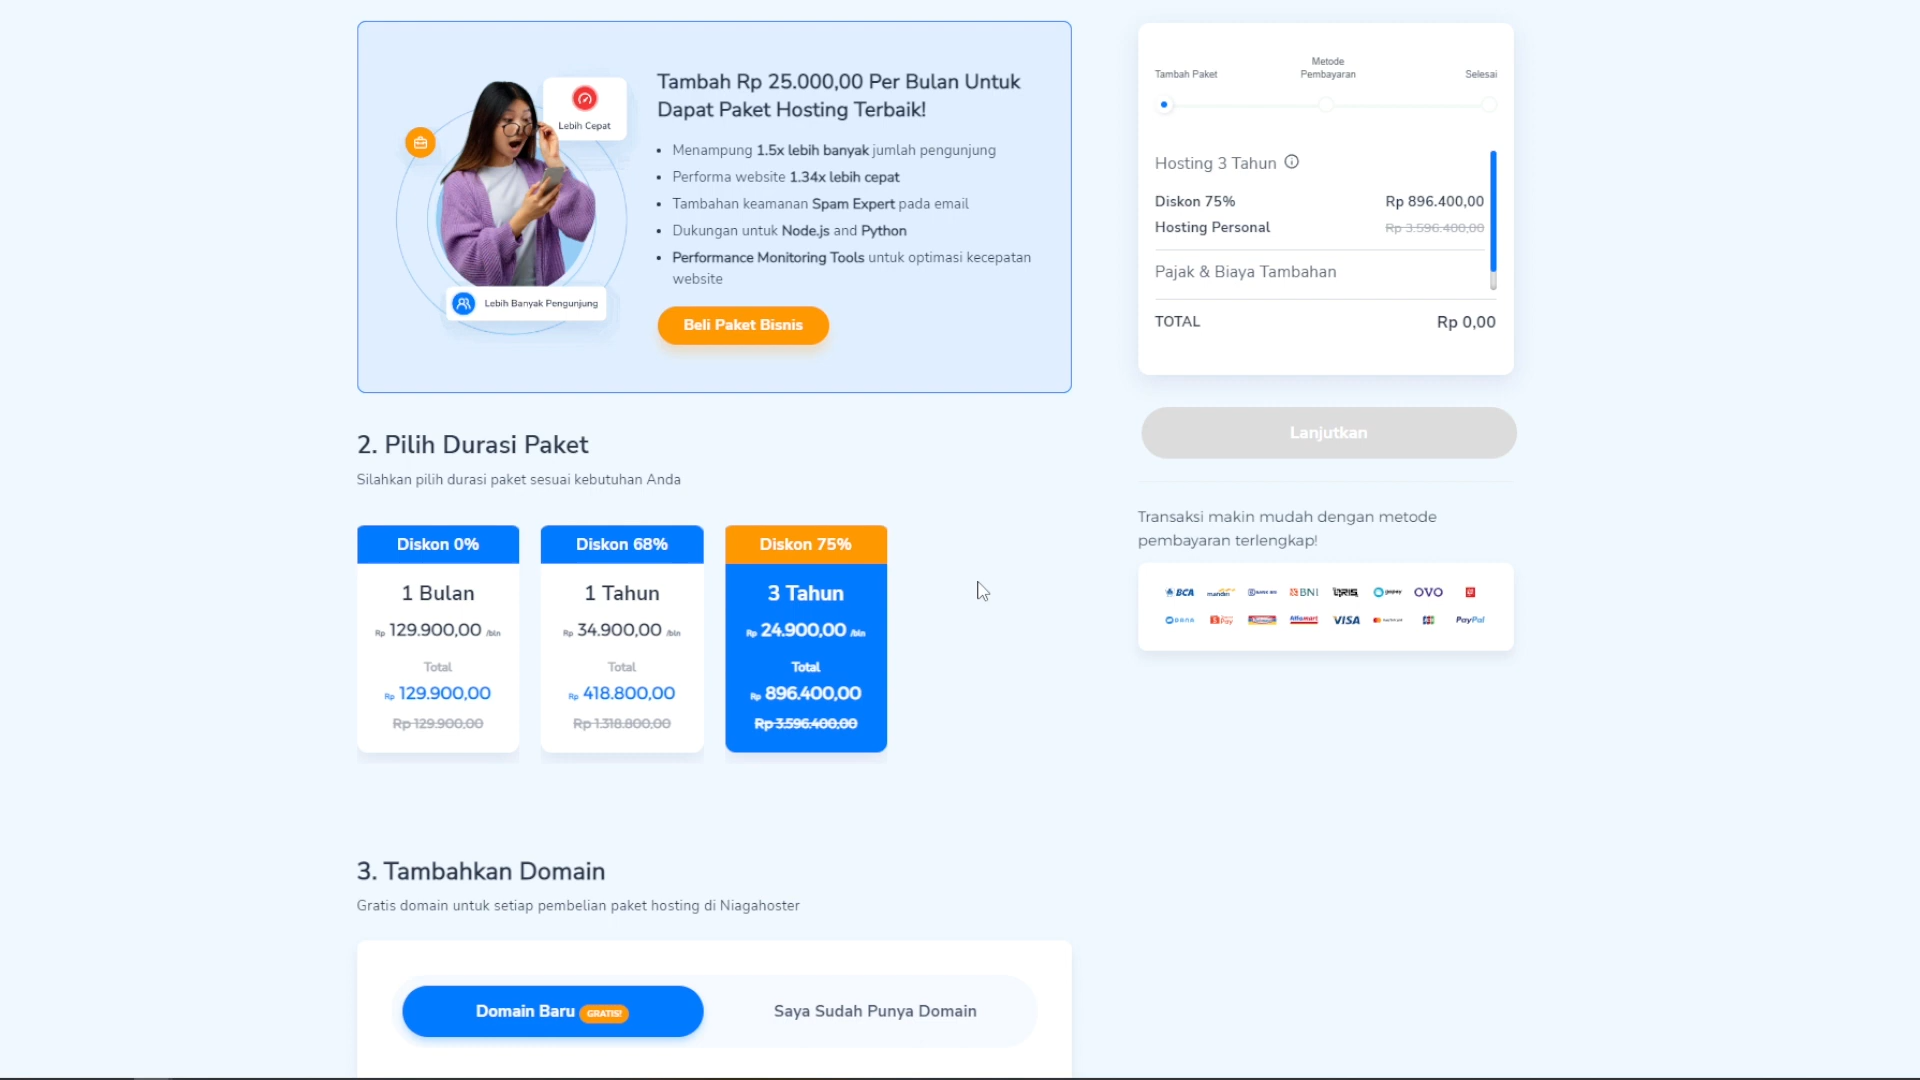 Lebih Cepat
Lebih Banyak Pengunjung
Tambah Rp 25.000,00 Per Bulan Untuk
Dapat Paket Hosting Terbaik!
Menampung 1.5x lebih banyak jumlah pengunjung
Performa website 1.34x lebih cepat
Tambahan keamanan Spam Expert pada email
Dukungan untuk Node.js and Python
Performance Monitoring Tools untuk optimasi kecepatan
website
Beli Paket Bisnis
2. Pilih Durasi Paket
Silahkan pilih durasi paket sesuai kebutuhan Anda
Diskon 0%
1 Bulan
Rp 129.900,00 /bln
Total
Rp 129.900,00
Rp 129.900,00
Diskon 68%
1 Tahun
Rp 34.900,00 /bln
Total
Rp 418.800,00
Rp 1.318.800,00
Diskon 75%
3 Tahun
Rp 24.900,00 /bln
Total
Rp 896.400,00
Rp 3.596.400,00
3. Tambahkan Domain
Gratis domain untuk setiap pembelian paket hosting di Niagahoster
Domain Baru GRATIS!
Saya Sudah Punya Domain
Tambah Paket
Metode
Pembayaran
Selesai
Hosting 3 Tahun
Diskon 75% Rp 896.400,00
Hosting Personal Rp 3.596.400,00
Pajak & Biaya Tambahan
TOTAL Rp 0,00
Lanjutkan
Transaksi makin mudah dengan metode
pembayaran terlengkap!
BCA mandiri BNI QRIS gopay OVO
DANA Pay Alfamart VISA PayPal